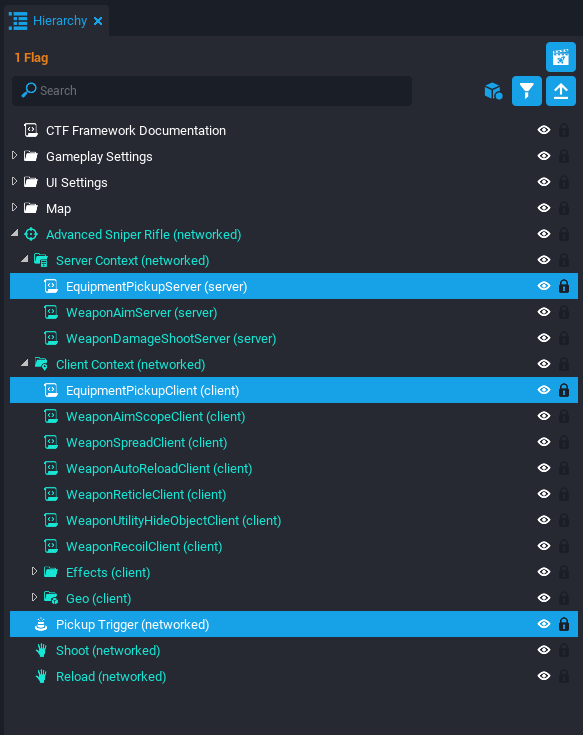 Hierarchy
1 Flag
Search
CTF Framework Documentation
Gameplay Settings
UI Settings
Map
Advanced Sniper Rifle (networked)
Server Context (networked)
EquipmentPickupServer (server)
WeaponAimServer (server)
WeaponDamageShootServer (server)
Client Context (networked)
EquipmentPickupClient (client)
WeaponAimScopeClient (client)
WeaponSpreadClient (client)
WeaponAutoReloadClient (client)
WeaponReticleClient (client)
WeaponUtilityHideObjectClient (client)
WeaponRecoilClient (client)
Effects (client)
Geo (client)
Pickup Trigger (networked)
Shoot (networked)
Reload (networked)